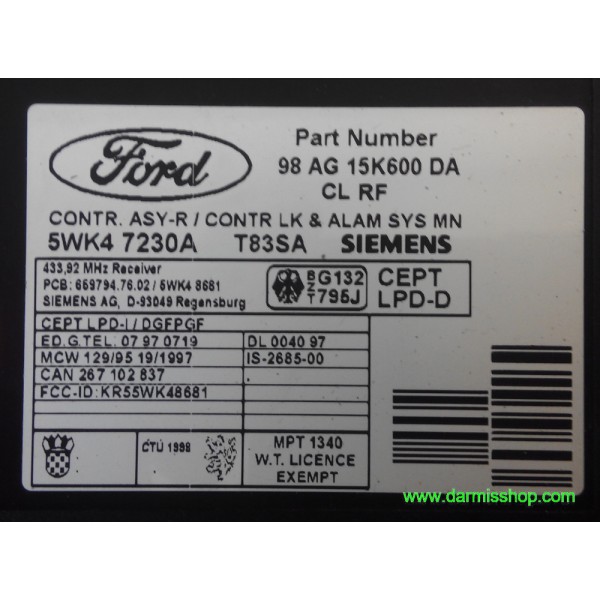 Ford
Part Number
98 AG 15K600 DA
CL RF
CONTR. ASY-R / CONTR LK & ALAM SYS MN
5WK4 7230A T83SA SIEMENS
433,92 MHz Receiver
PCB: 659794.76.02 / 5WK4 8681
SIEMENS AG, D-93049 Regensburg
BZT G132 795J
CEPT
LPD-D
CEPT LPD-I / DGFPGF
ED.G.TEL. 07 97 0719 DL 0040 97
MCW 129/95 19/1997 IS-2685-00
CAN 267 102 837
FCC-ID: KR55WK48681
ČTÚ 1998
MPT 1340
W.T. LICENCE
EXEMPT
www.darmisshop.com